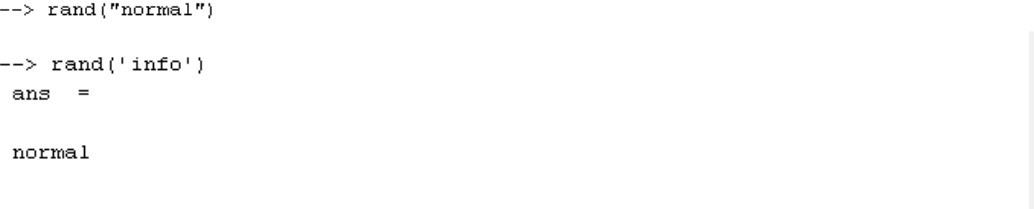 --> rand("normal")
--> rand('info')
ans  =
normal